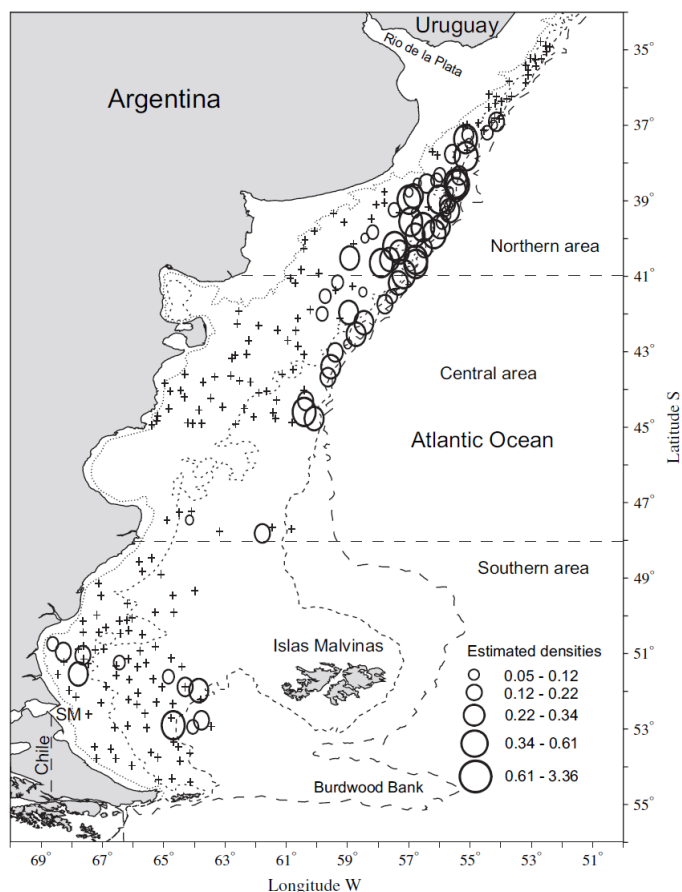 Uruguay
Rio de la Plata
Argentina
35°
37°
39°
Northern area
41°
43°
Central area
Atlantic Ocean
45°
47°
Southern area
49°
Islas Malvinas
Estimated densities
0.05 - 0.12
0.12 - 0.22
0.22 - 0.34
0.34 - 0.61
0.61 - 3.36
51°
SM
53°
Chile
Burdwood Bank
55°
Latitude S
69° 67° 65° 63° 61° 59° 57° 55° 53° 51°
Longitude W